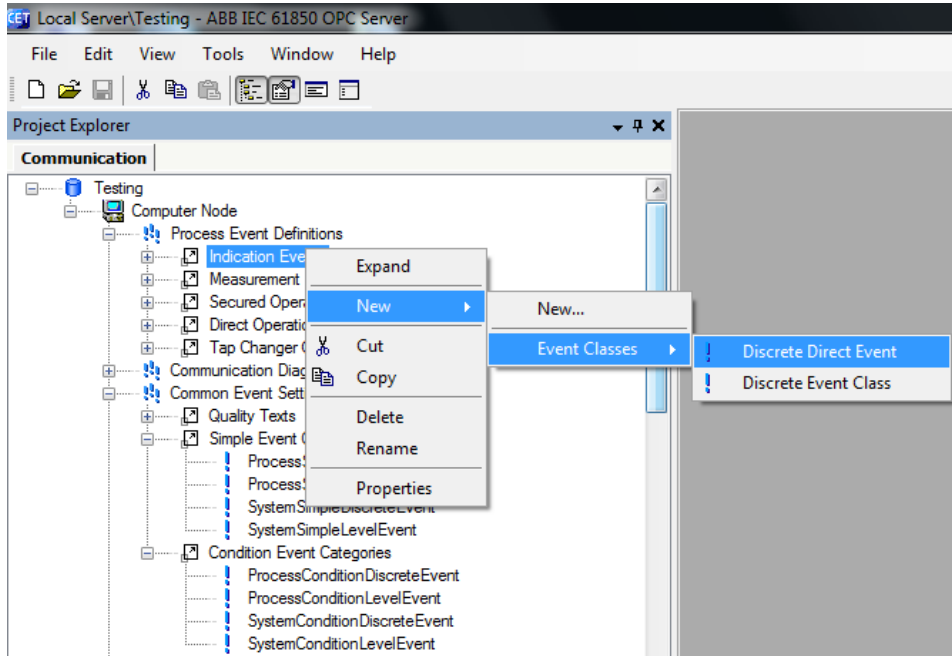 CET Local Server\Testing - ABB IEC 61850 OPC Server
File Edit View Tools Window Help
Project Explorer
Communication
Testing
Computer Node
Process Event Definitions
Indication Eve
Measurement
Secured Oper
Direct Operatio
Tap Changer
Communication Diag
Common Event Setti
Quality Texts
Simple Event
Process
Process
SystemSimpleDiscreteEvent
SystemSimpleLevelEvent
Condition Event Categories
ProcessConditionDiscreteEvent
ProcessConditionLevelEvent
SystemConditionDiscreteEvent
SystemConditionLevelEvent
Expand
New
Cut
Copy
Delete
Rename
Properties
New...
Event Classes
Discrete Direct Event
Discrete Event Class